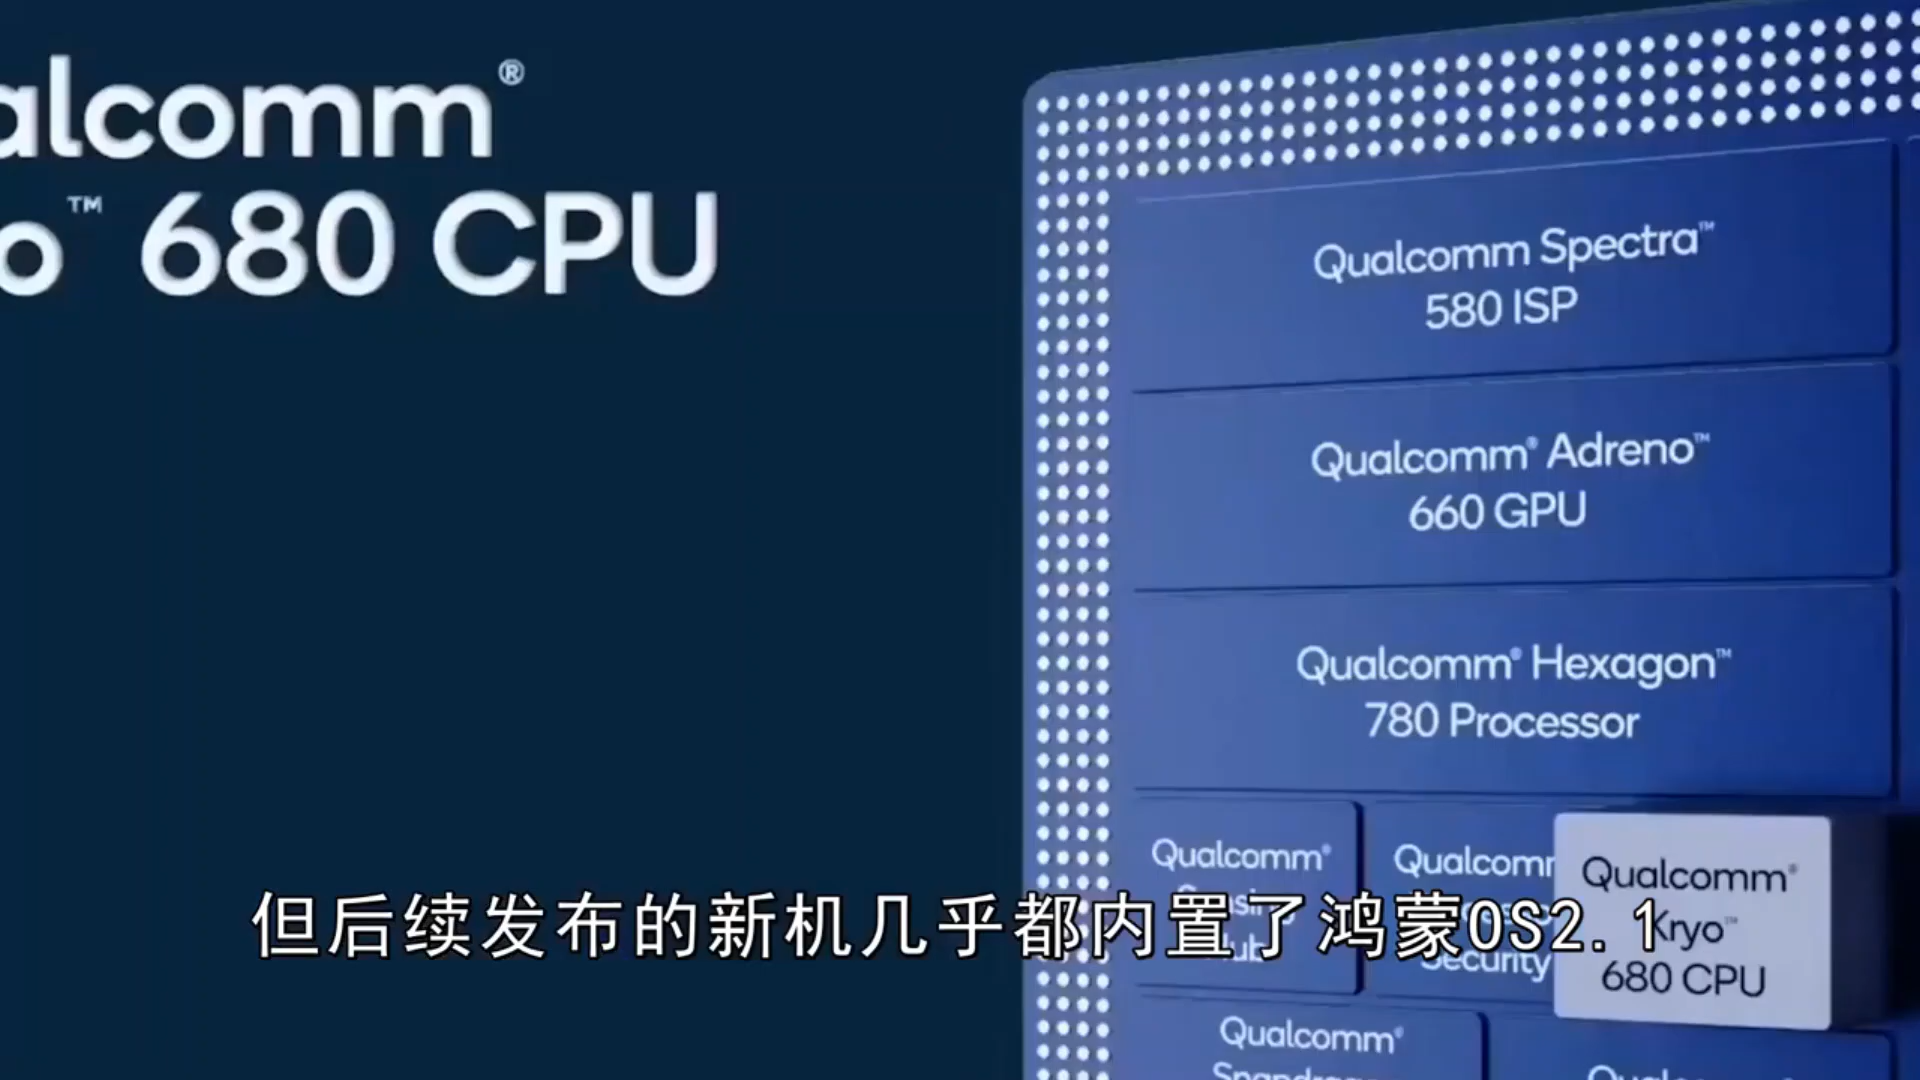 alcomm®
o™ 680 CPU
Qualcomm Spectra™
580 ISP
Qualcomm® Adreno™
660 GPU
Qualcomm® Hexagon™
780 Processor
Qualcomm®
Qualcomm
Security
Qualcomm®
Kryo™
680 CPU
但后续发布的新机几乎都内置了鸿蒙OS2.1
Qualcomm®